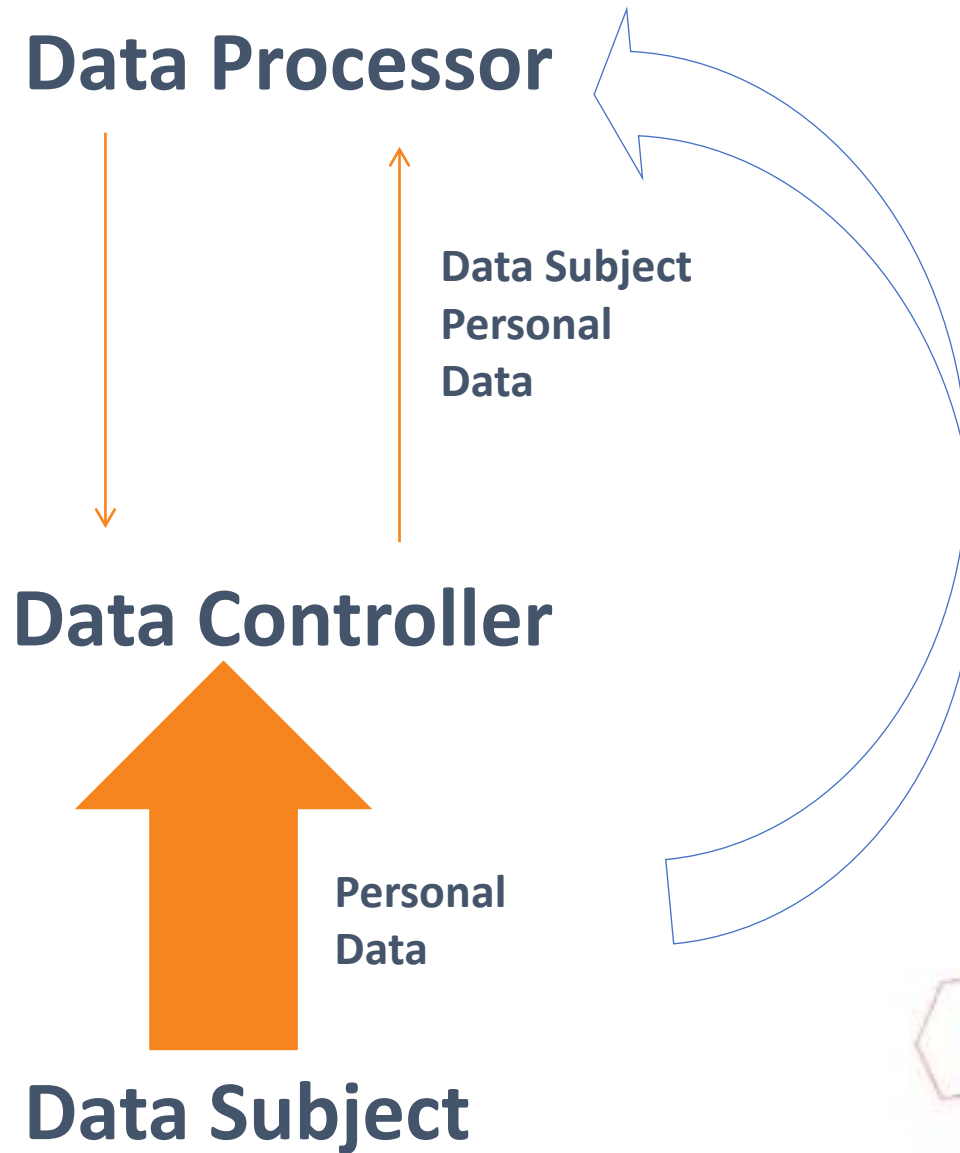 Data Processor
Data Subject
Personal
Data
Data Controller
Personal
Data
Data Subject